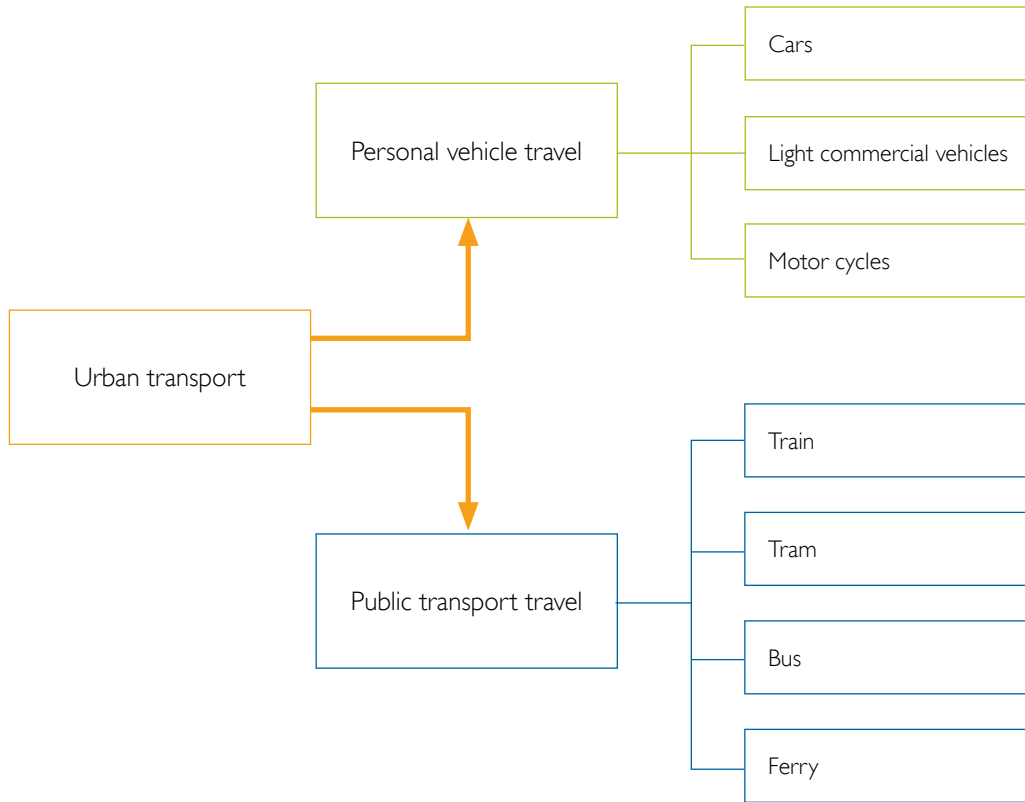 Urban transport
Personal vehicle travel
Cars
Light commercial vehicles
Motor cycles
Public transport travel
Train
Tram
Bus
Ferry